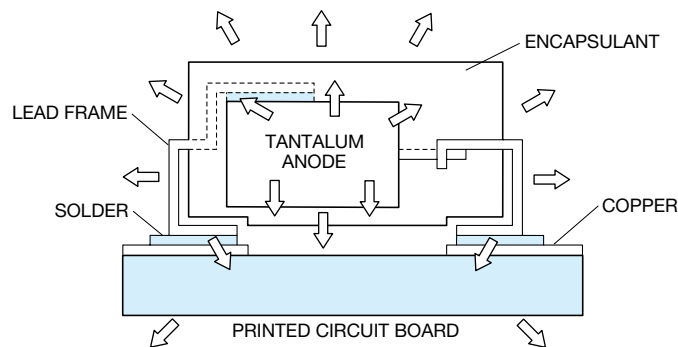 ENCAPSULANT
LEAD FRAME
TANTALUM
ANODE
SOLDER
COPPER
PRINTED CIRCUIT BOARD